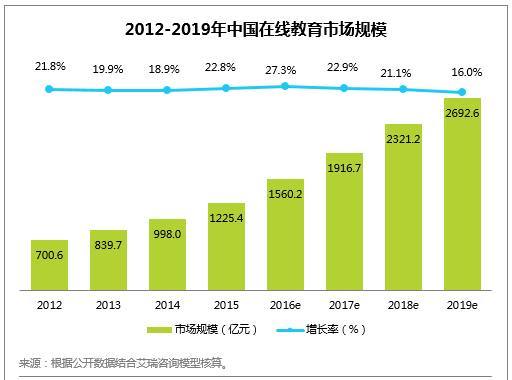 2012-2019年中国在线教育市场规模
21.8% 19.9% 18.9% 22.8% 27.3% 22.9% 21.1% 16.0%
700.6 839.7 998.0 1225.4 1560.2 1916.7 2321.2 2692.6
2012 2013 2014 2015 2016e 2017e 2018e 2019e
市场规模（亿元） 增长率（%）
来源：根据公开数据结合艾瑞咨询模型核算。